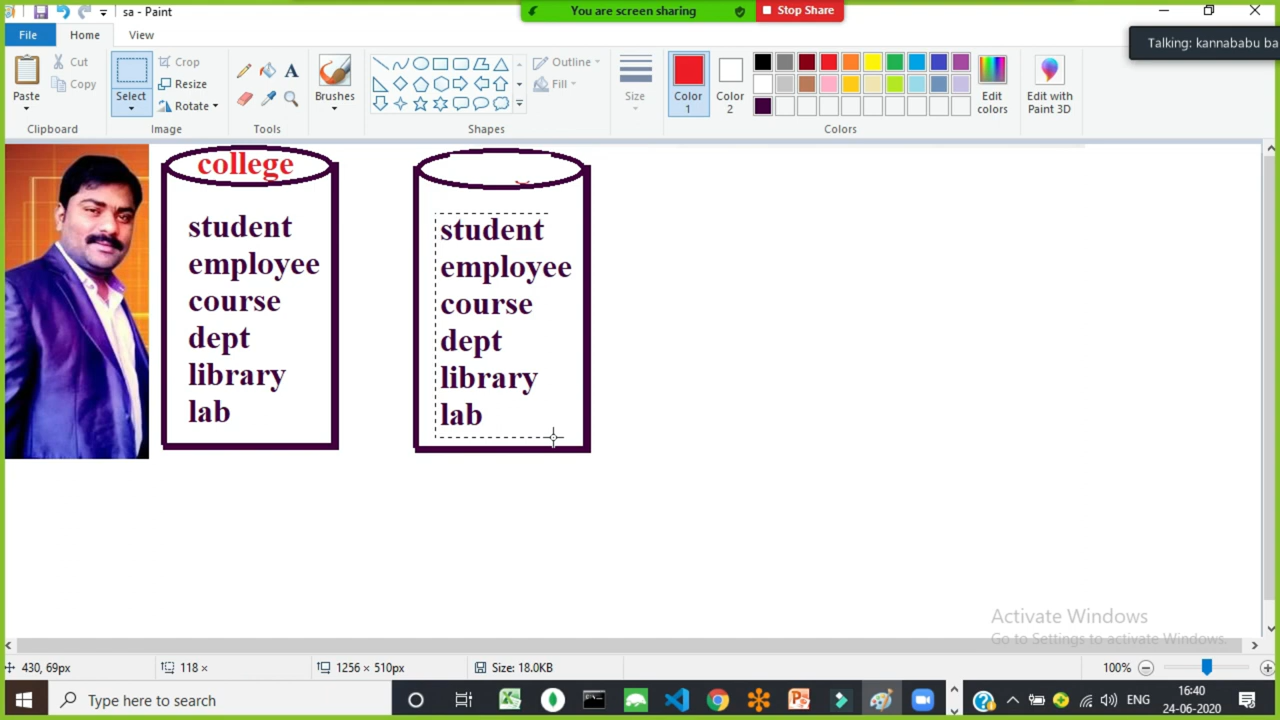 sa - Paint
You are screen sharing
Stop Share
Talking: kannababu ba
File
Home
View
Paste
Cut
Copy
Select
Crop
Resize
Rotate
Brushes
Outline
Fill
Size
Color 1
Color 2
Edit colors
Edit with Paint 3D
Clipboard
Image
Tools
Shapes
Colors
college
student
employee
course
dept
library
lab
student
employee
course
dept
library
lab
Activate Windows
Go to Settings to activate Windows.
430, 69px
118 ×
1256 × 510px
Size: 18.0KB
100%
Type here to search
ENG
16:40
24-06-2020